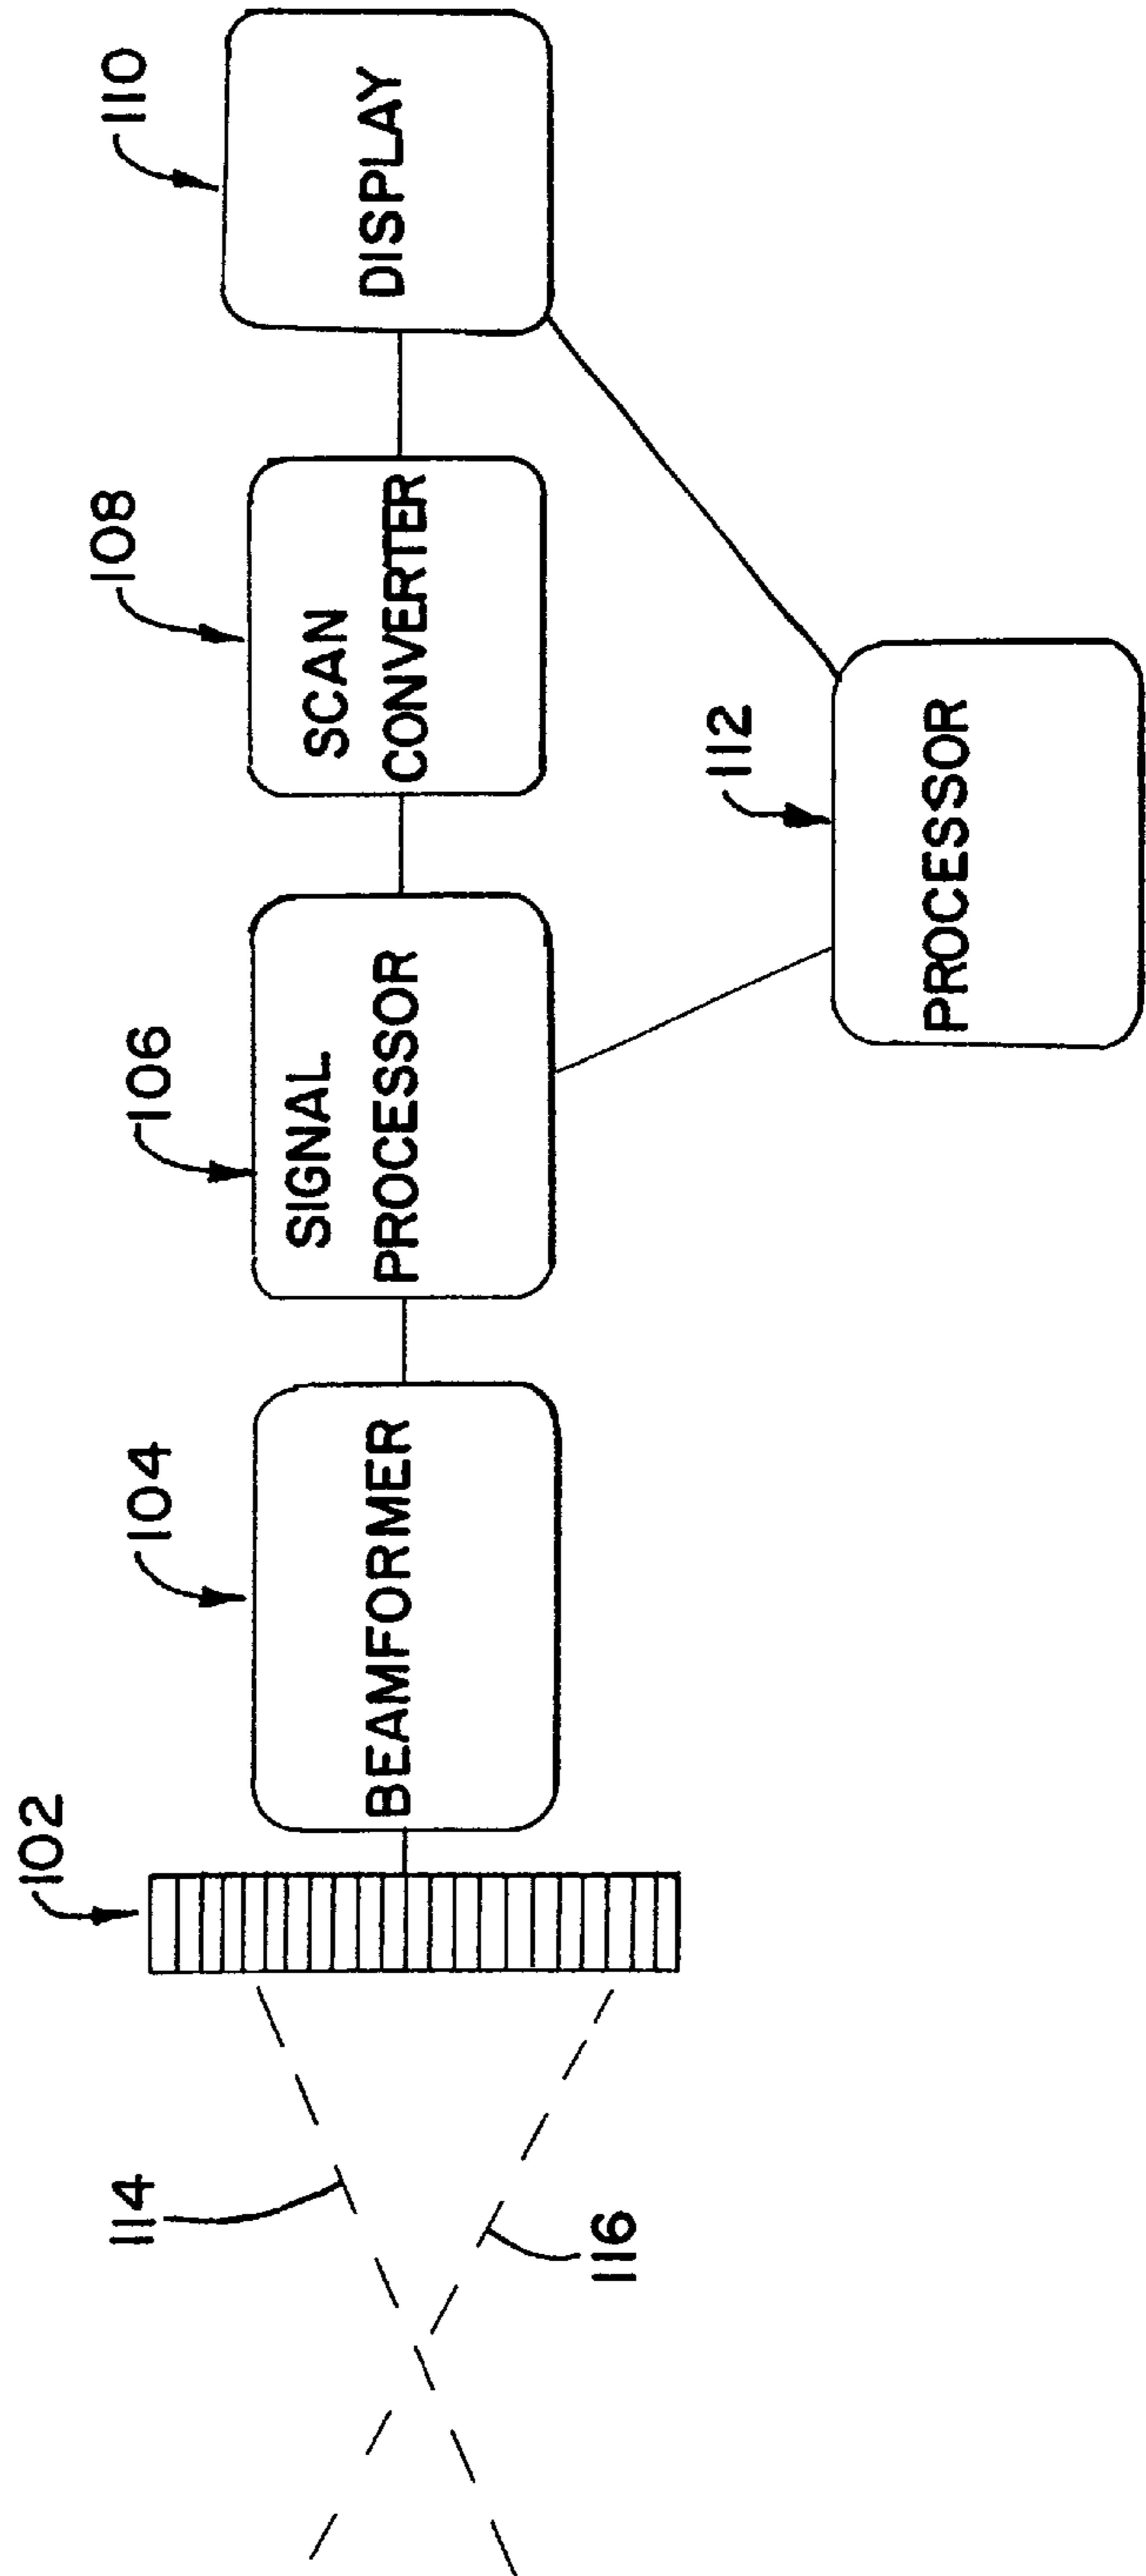 102
104
106
108
110
BEAMFORMER
SIGNAL
PROCESSOR
SCAN
CONVERTER
DISPLAY
114
116
112
PROCESSOR